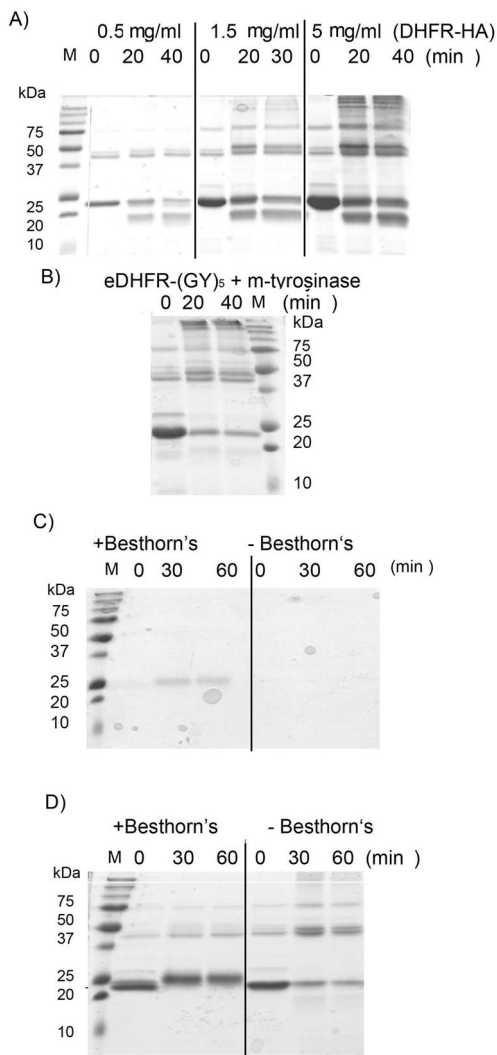 A)
0.5 mg/ml 1.5 mg/ml 5 mg/ml (DHFR-HA)
M 0 20 40 0 20 30 0 20 40 (min )
kDa
75
50
37
25
20
10
B)
eDHFR-(GY)₅ + m-tyrosinase
0 20 40 M (min )
kDa
75
50
37
25
20
10
C)
+Besthorn's - Besthorn's
M 0 30 60 0 30 60 (min )
kDa
75
50
37
25
20
10
D)
+Besthorn's - Besthorn's
M 0 30 60 0 30 60 (min )
kDa
75
50
37
25
20
10